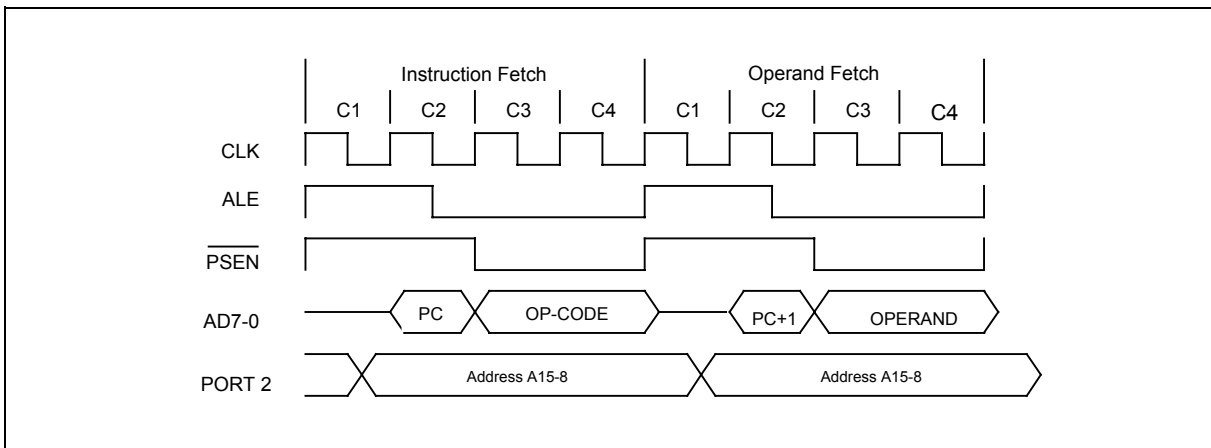 Instruction Fetch Operand Fetch
C1 C2 C3 C4 C1 C2 C3 C4
CLK
ALE
PSEN
AD7-0 PC OP-CODE PC+1 OPERAND
PORT 2 Address A15-8 Address A15-8